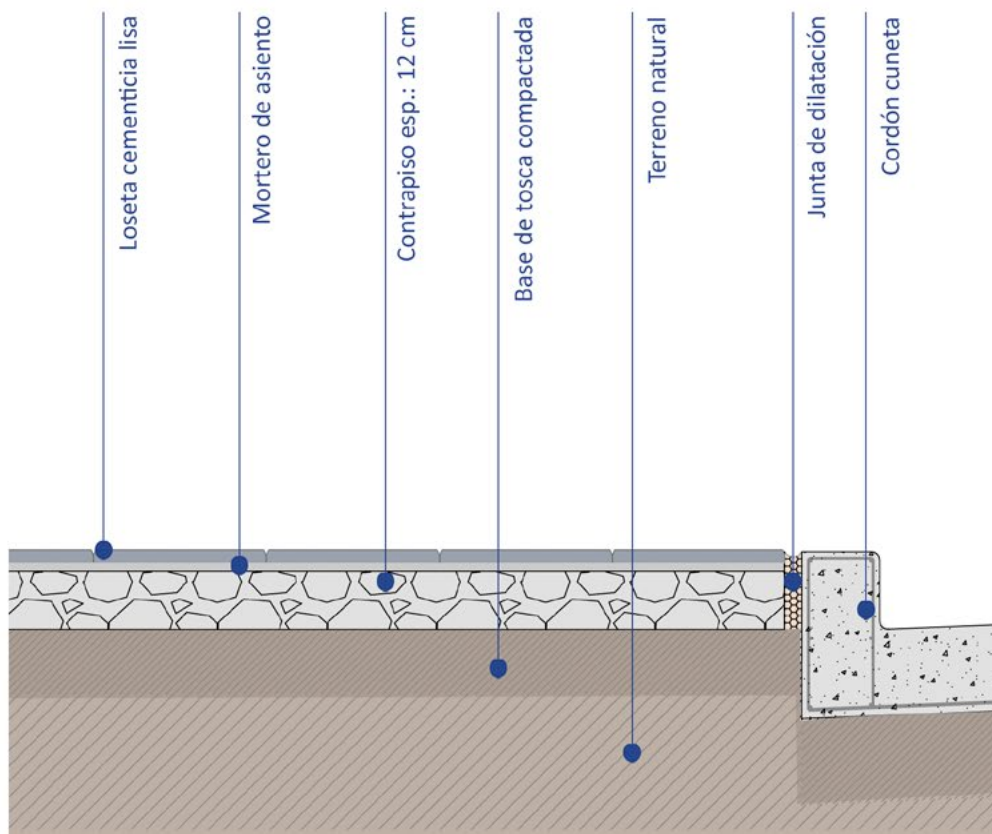 Loseta cementicia lisa
Mortero de asiento
Contrapiso esp.: 12 cm
Base de tosca compactada
Terreno natural
Junta de dilatación
Cordón cuneta